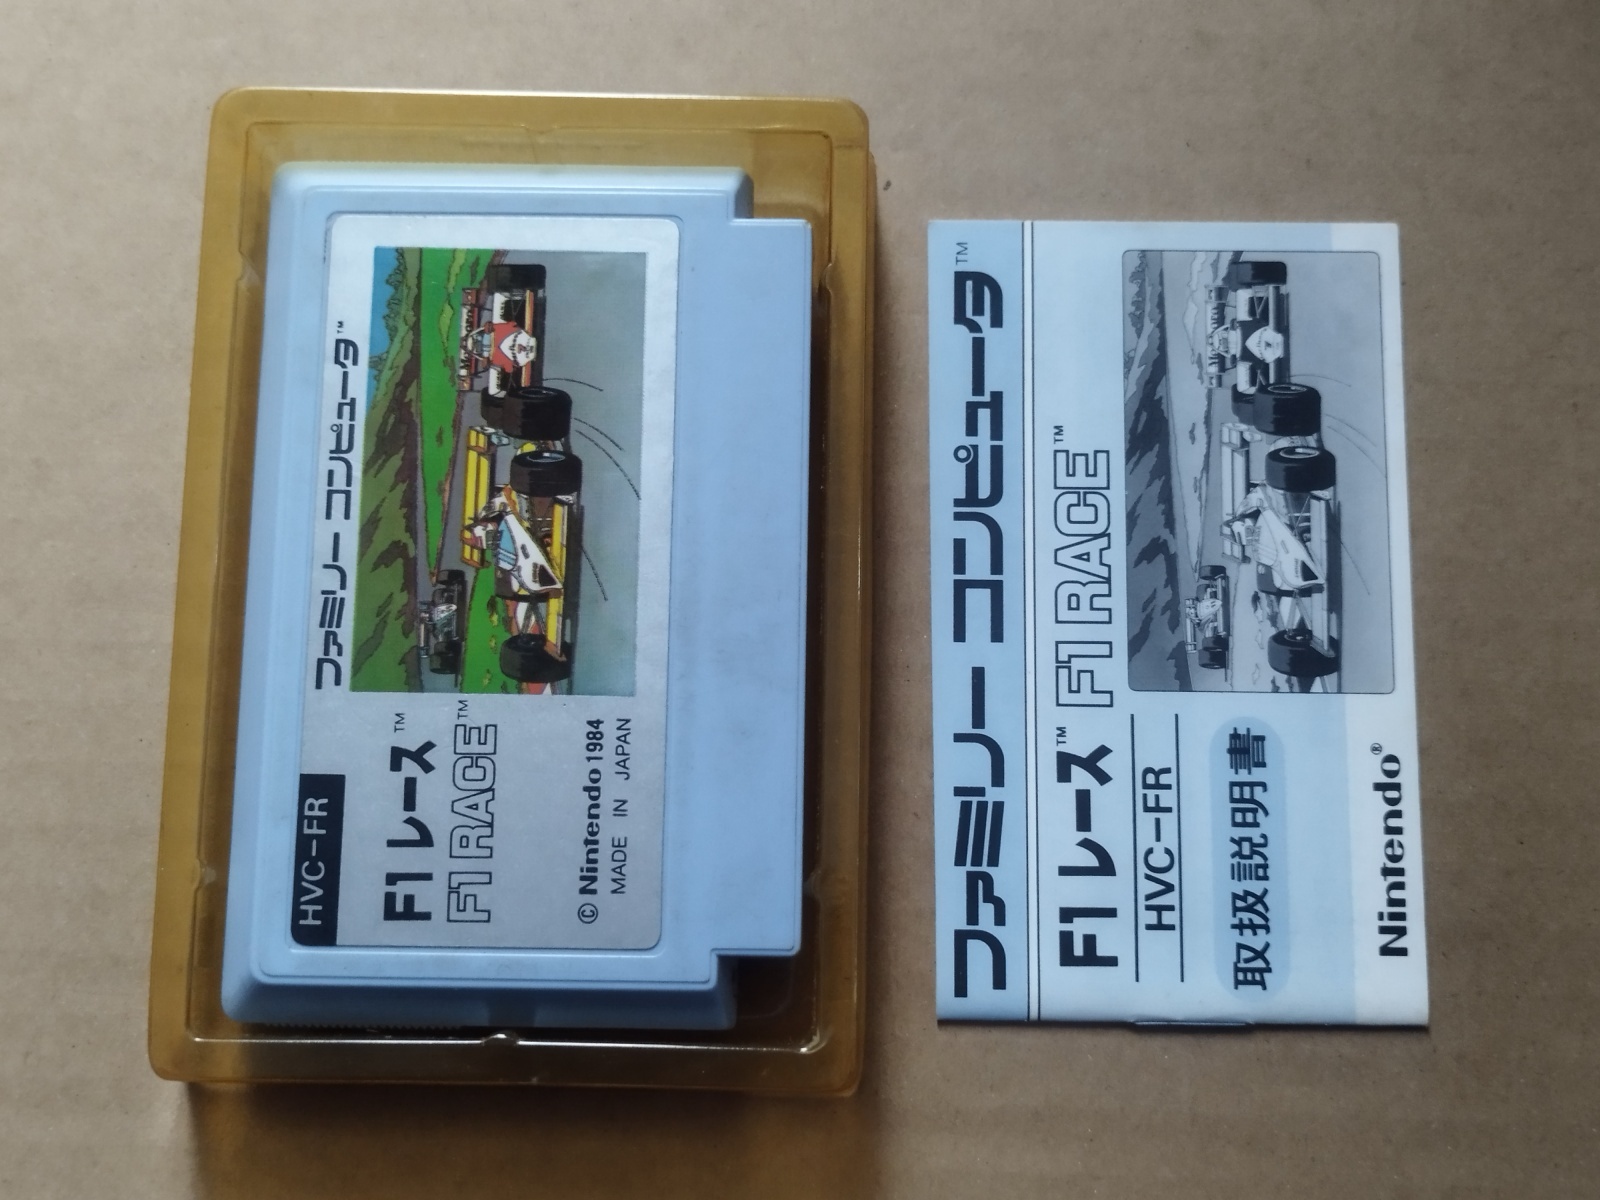 HVC-FR
ファミリー コンピュータ™
F1 レース™
F1 RACE™
© Nintendo 1984
MADE IN JAPAN
ファミリー コンピュータ™
F1 レース™ F1 RACE™
HVC-FR
取扱説明書
Nintendo®